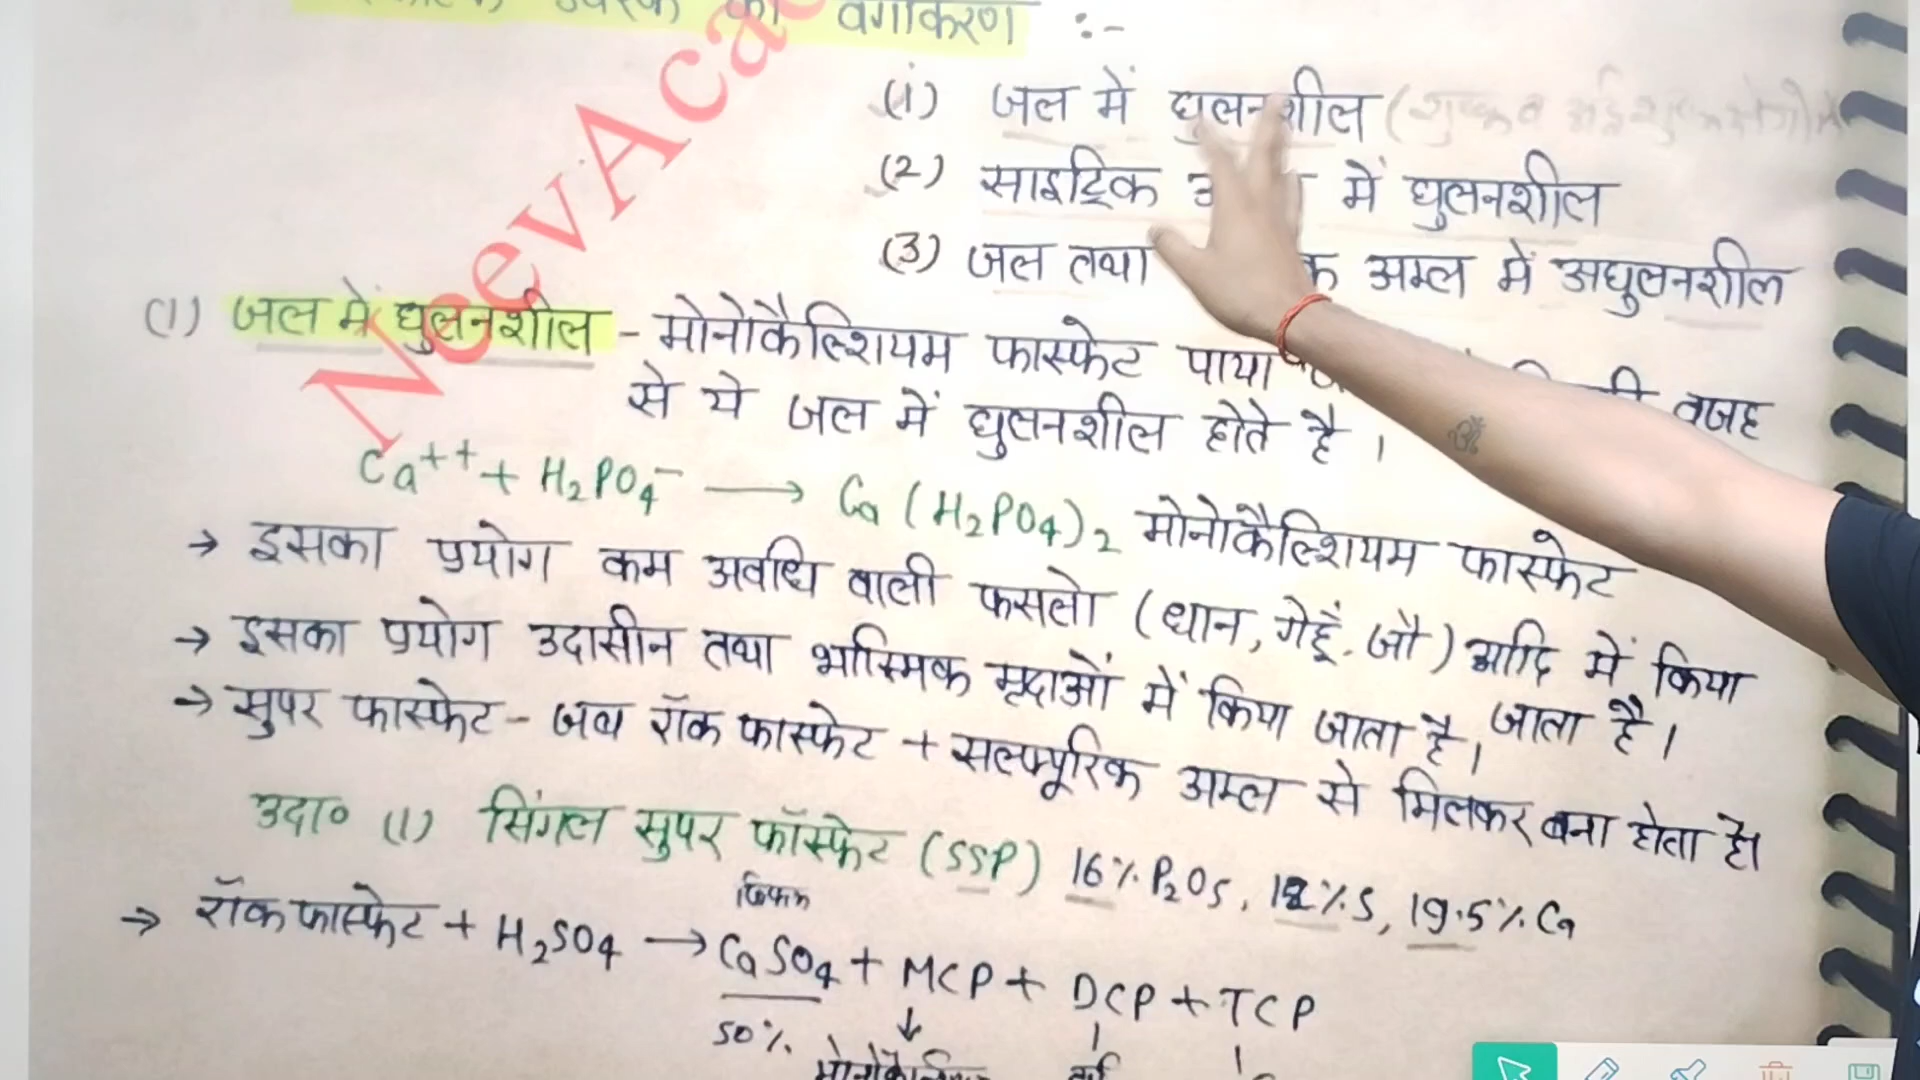 वर्गीकरण :-
(i) जल में घुलनशील
(2) साइट्रिक में घुलनशील
(3) जल तथा अम्ल में अघुलनशील
(1) जल में घुलनशील - मोनोकैल्शियम फास्फेट पाया वजह
से ये जल में घुलनशील होते है ।
Ca⁺⁺ + H₂PO₄⁻ → Ca (H₂PO₄)₂ मोनोकैल्शियम फास्फेट
→ इसका प्रयोग कम अवधि वाली फसलो (धान, गेहूँ, जौ) आदि में किया जाता है ।
→ इसका प्रयोग उदासीन तथा भास्मिक मृदाओं में किया जाता है ।
→ सुपर फास्फेट - जब रॉक फास्फेट + सल्फ्यूरिक अम्ल से मिलकर बना होता है।
उदा० (1) सिंगल सुपर फॉस्फेट (SSP) 16% P₂O₅, 12% S, 19.5% Ca
जिप्सम
→ रॉक फास्फेट + H₂SO₄ → CaSO₄ + MCP + DCP + TCP
50%
NeevAca